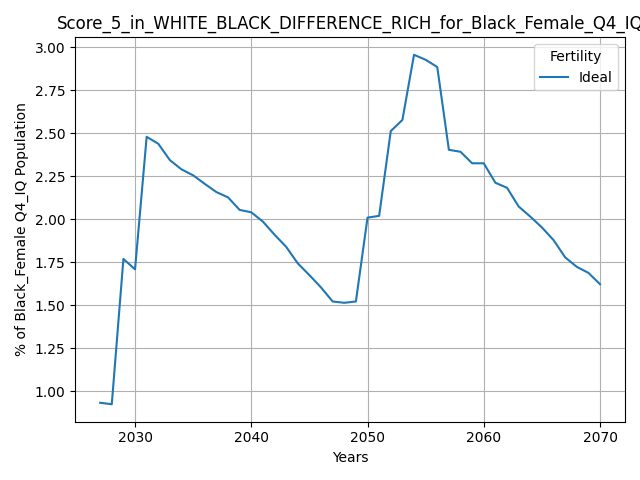 Score_5_in_WHITE_BLACK_DIFFERENCE_RICH_for_Black_Female_Q4_IQ
Fertility
Ideal
% of Black_Female Q4_IQ Population
3.00
2.75
2.50
2.25
2.00
1.75
1.50
1.25
1.00
2030 2040 2050 2060 2070
Years